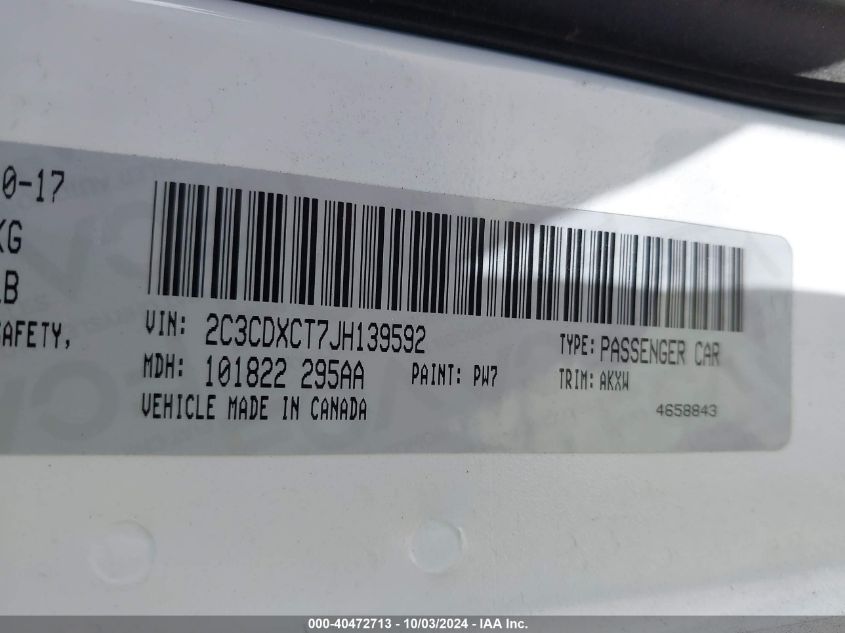 0-17
KG
LB
SAFETY,
VIN: 2C3CDXCT7JH139592 TYPE: PASSENGER CAR
MDH: 101822 295AA PAINT: PW7 TRIM: AKXW
VEHICLE MADE IN CANADA 4658843
000-40472713 - 10/03/2024 - IAA Inc.